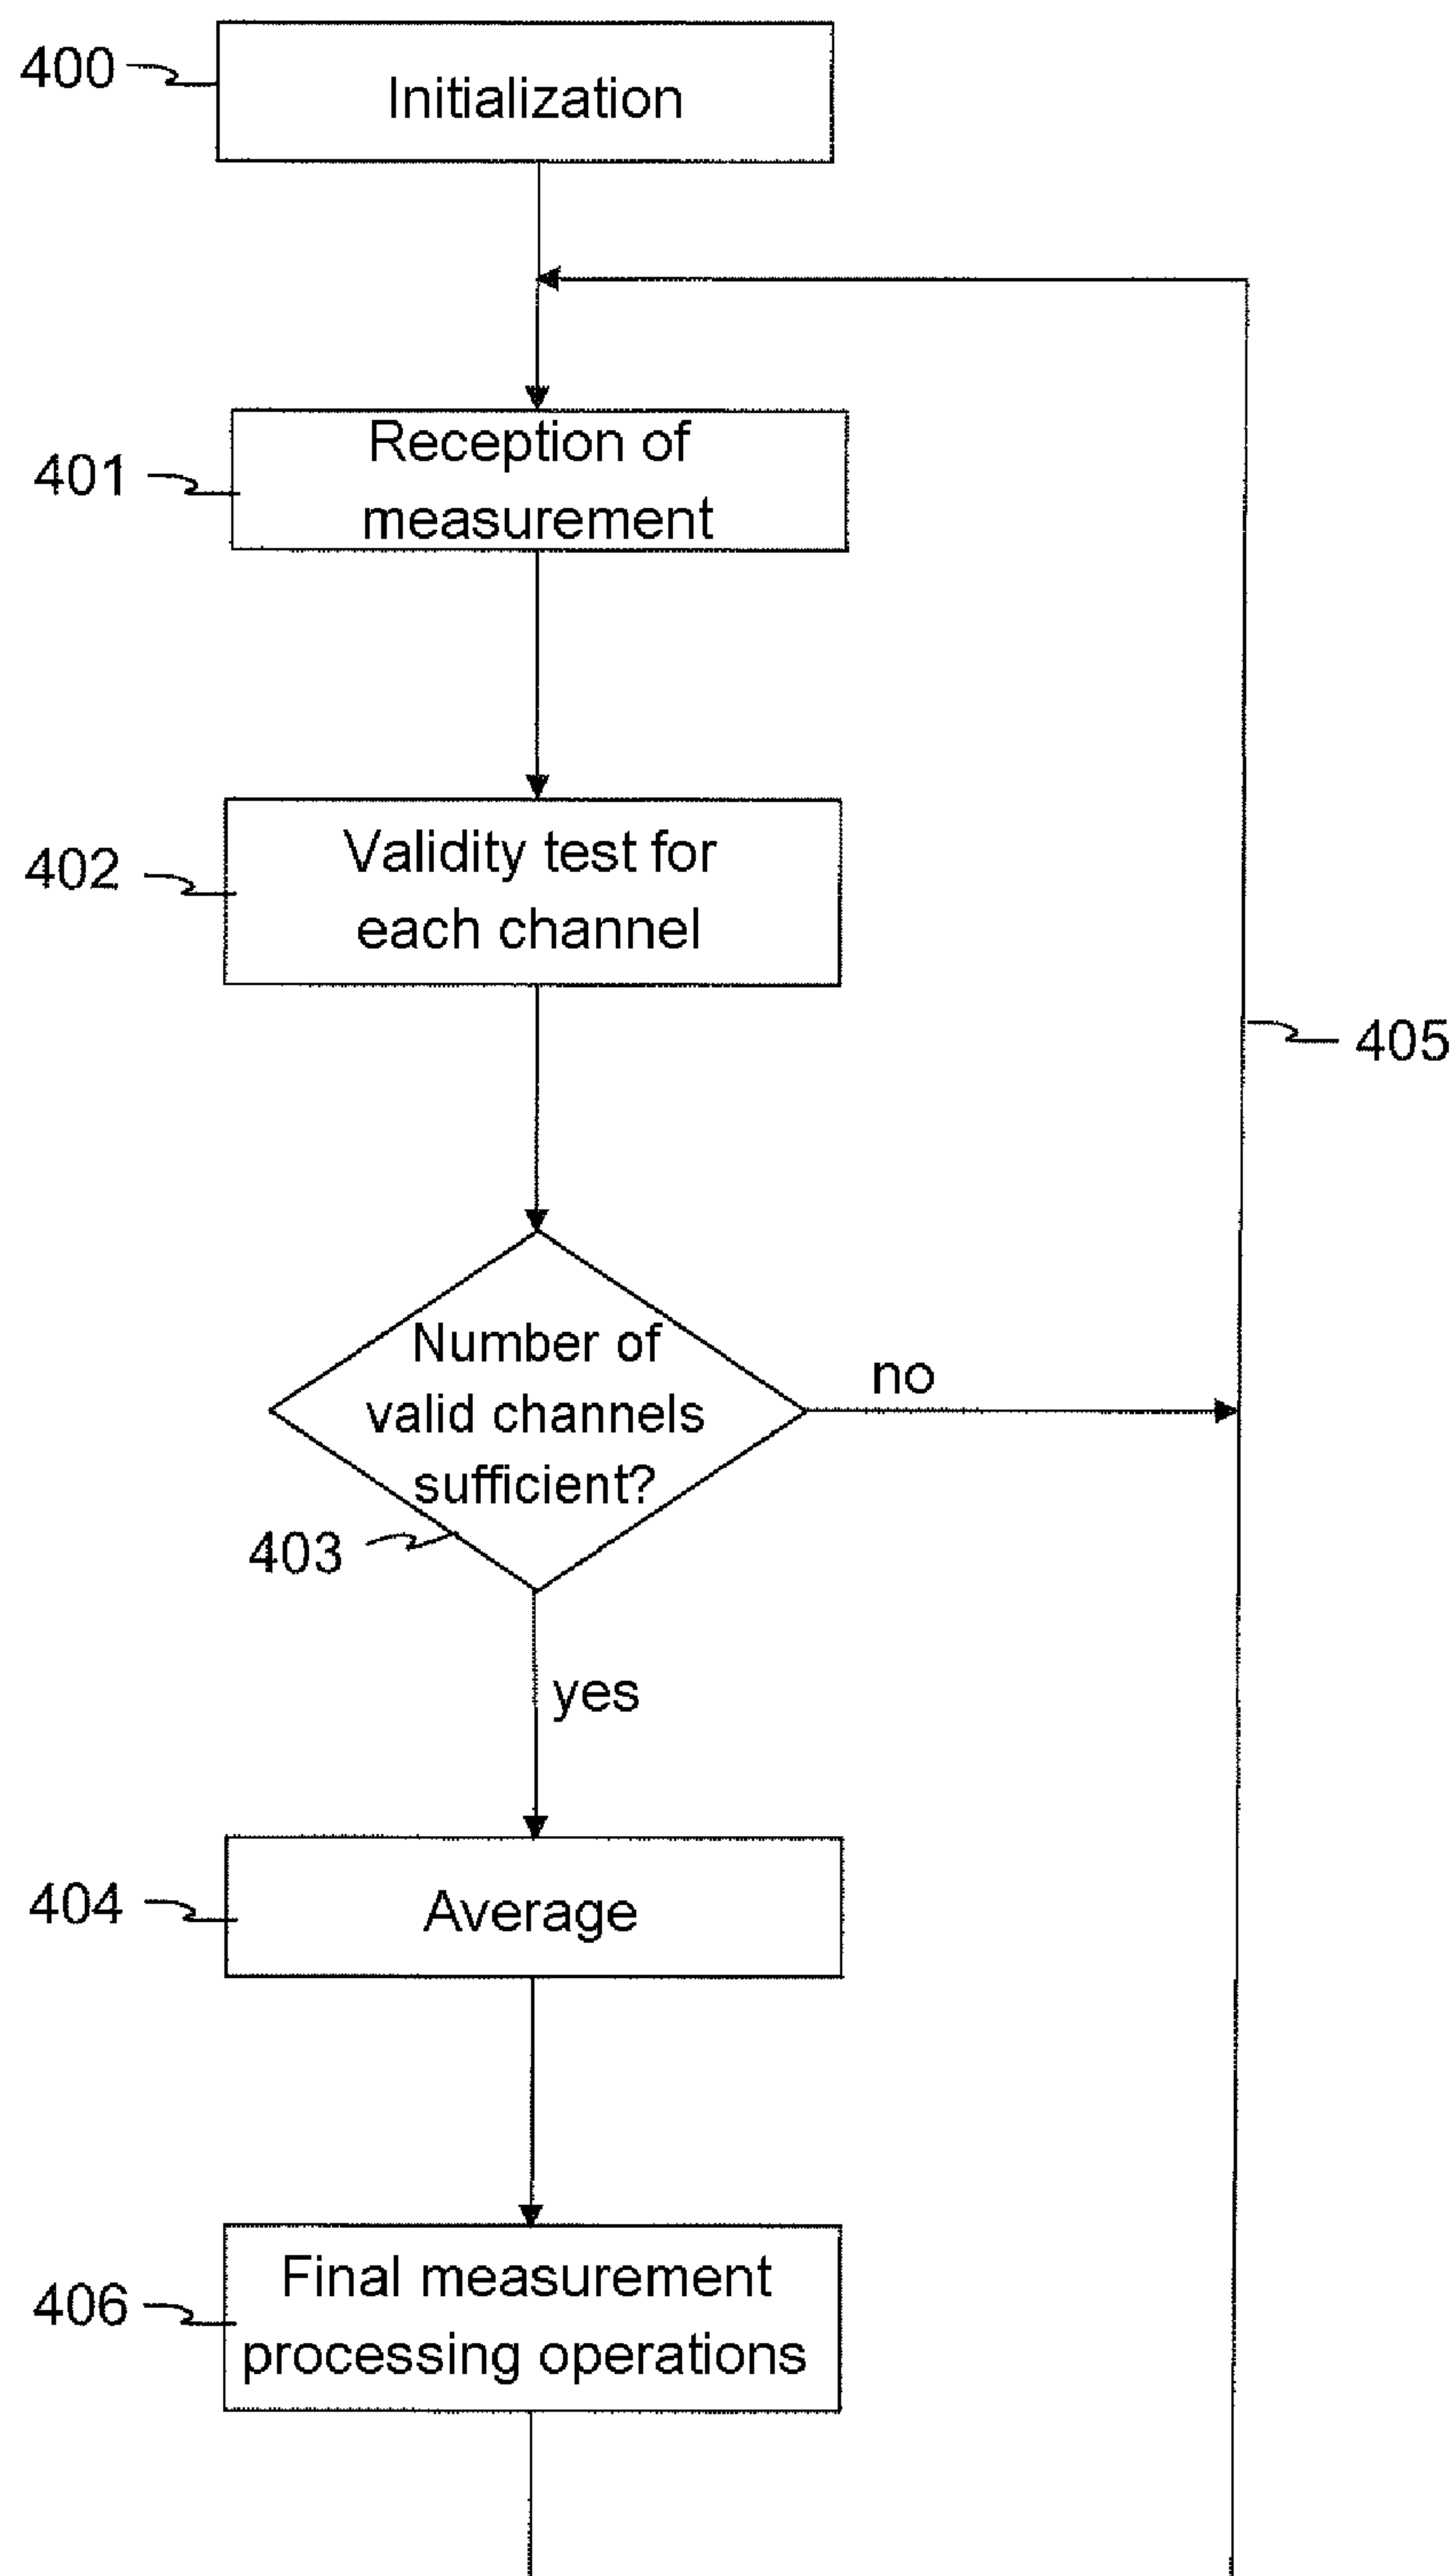 400
Initialization
401
Reception of
measurement
402
Validity test for
each channel
405
Number of
valid channels
sufficient?
no
403
yes
404
Average
406
Final measurement
processing operations